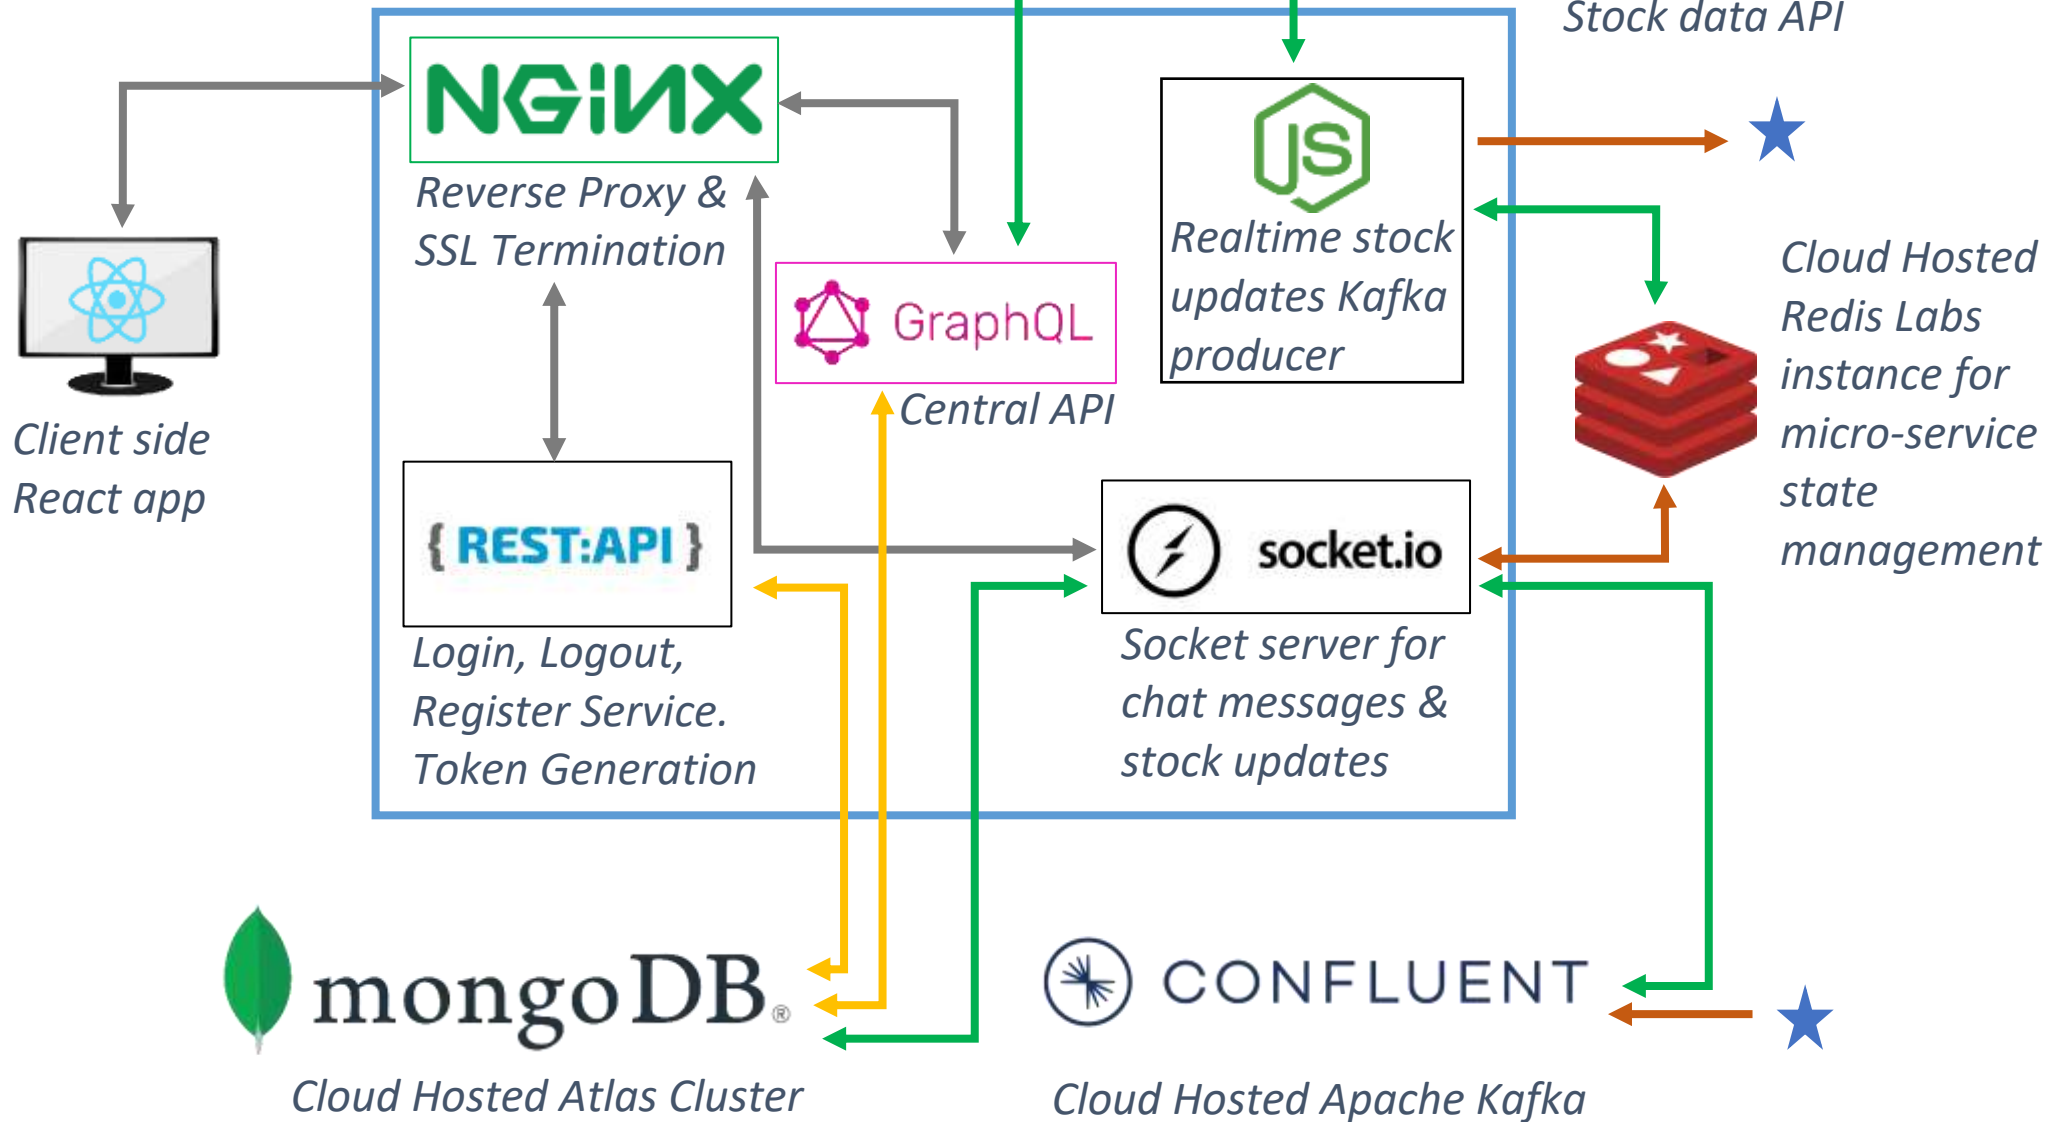 Stock data API
NGINX
Reverse Proxy &
SSL Termination
JS
Realtime stock
updates Kafka
producer
GraphQL
Central API
Cloud Hosted
Redis Labs
instance for
micro-service
state
management
Client side
React app
{ REST:API }
Login, Logout,
Register Service.
Token Generation
socket.io
Socket server for
chat messages &
stock updates
mongoDB®
Cloud Hosted Atlas Cluster
CONFLUENT
Cloud Hosted Apache Kafka